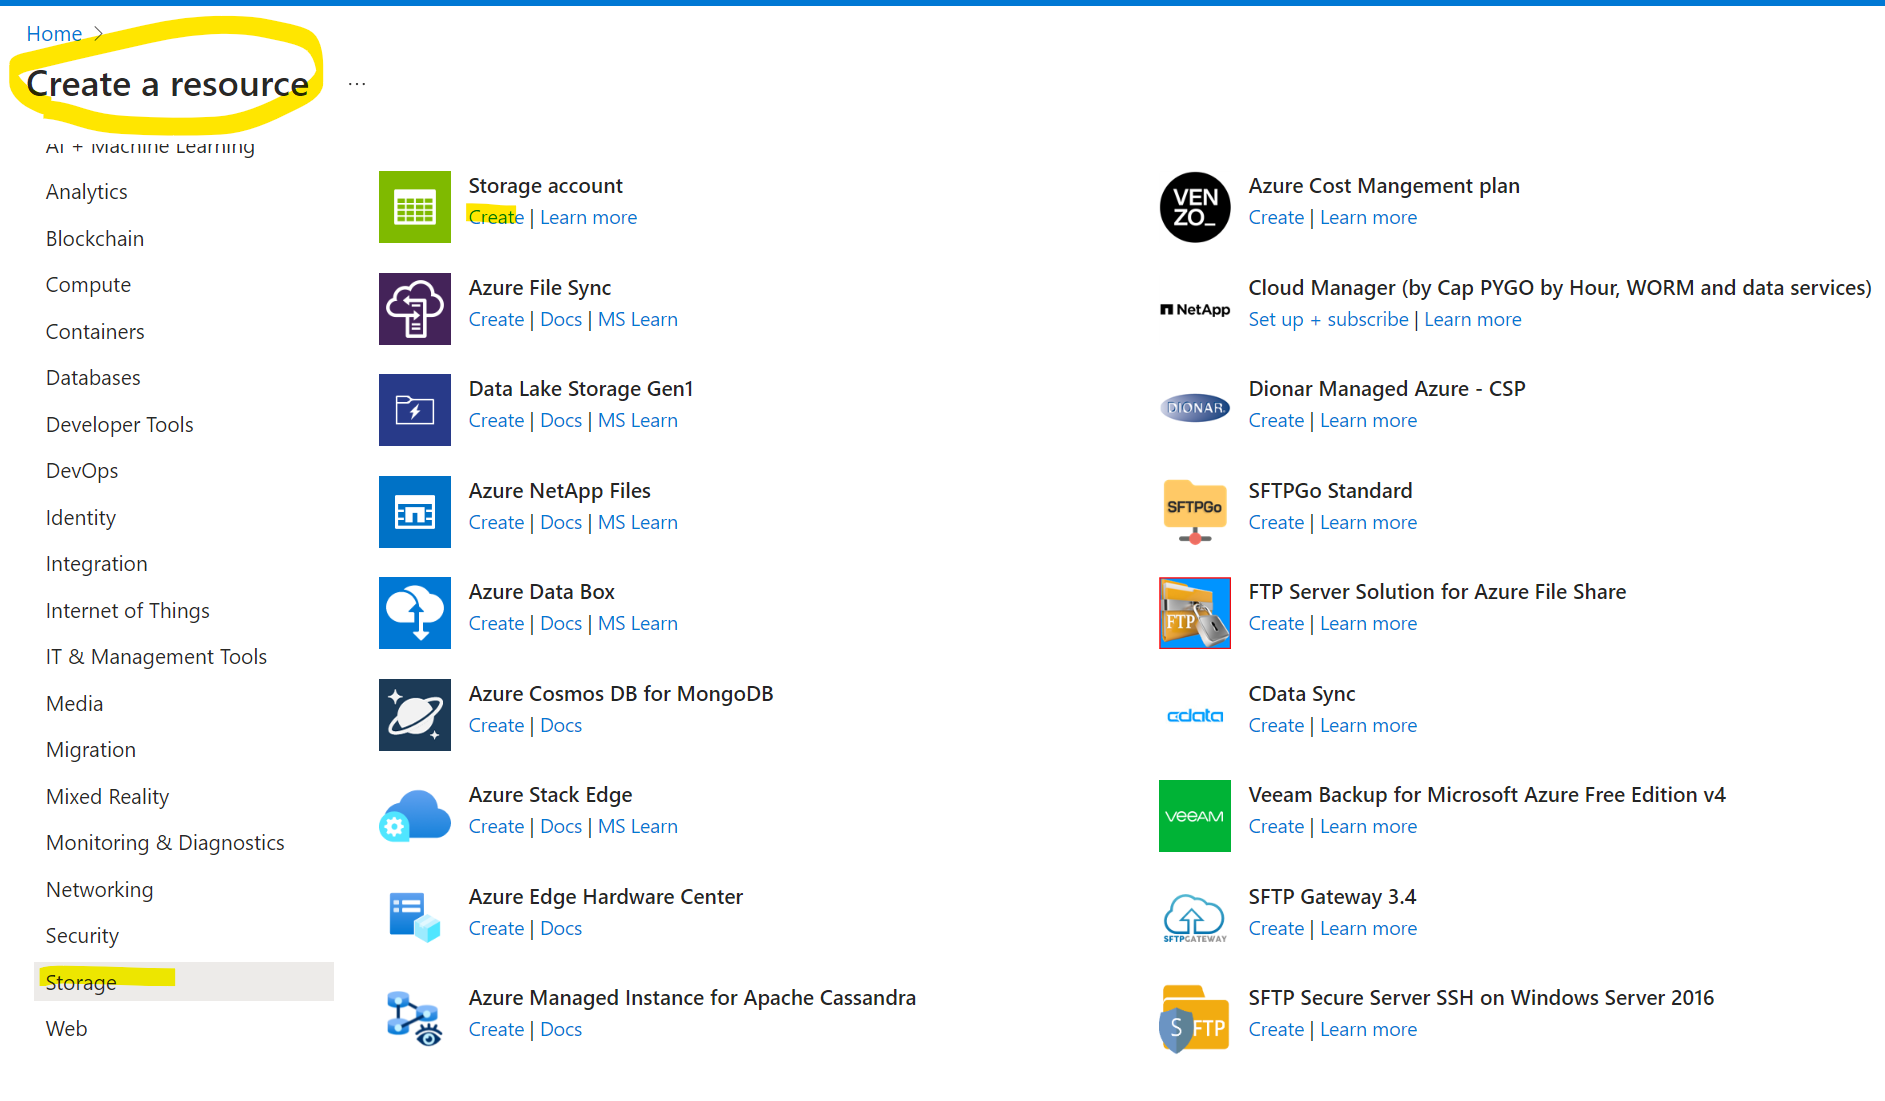 Home >
Create a resource ...
AI + Machine Learning
Analytics
Blockchain
Compute
Containers
Databases
Developer Tools
DevOps
Identity
Integration
Internet of Things
IT & Management Tools
Media
Migration
Mixed Reality
Monitoring & Diagnostics
Networking
Security
Storage
Web
Storage account
Create | Learn more
Azure File Sync
Create | Docs | MS Learn
Data Lake Storage Gen1
Create | Docs | MS Learn
Azure NetApp Files
Create | Docs | MS Learn
Azure Data Box
Create | Docs | MS Learn
Azure Cosmos DB for MongoDB
Create | Docs
Azure Stack Edge
Create | Docs | MS Learn
Azure Edge Hardware Center
Create | Docs
Azure Managed Instance for Apache Cassandra
Create | Docs
VEN
ZO_
Azure Cost Mangement plan
Create | Learn more
NetApp
Cloud Manager (by Cap PYGO by Hour, WORM and data services)
Set up + subscribe | Learn more
DIONAR
Dionar Managed Azure - CSP
Create | Learn more
SFTPGo
SFTPGo Standard
Create | Learn more
FTP
FTP Server Solution for Azure File Share
Create | Learn more
cdata
CData Sync
Create | Learn more
veeAM
Veeam Backup for Microsoft Azure Free Edition v4
Create | Learn more
SFTPGATEWAY
SFTP Gateway 3.4
Create | Learn more
S FTP
SFTP Secure Server SSH on Windows Server 2016
Create | Learn more